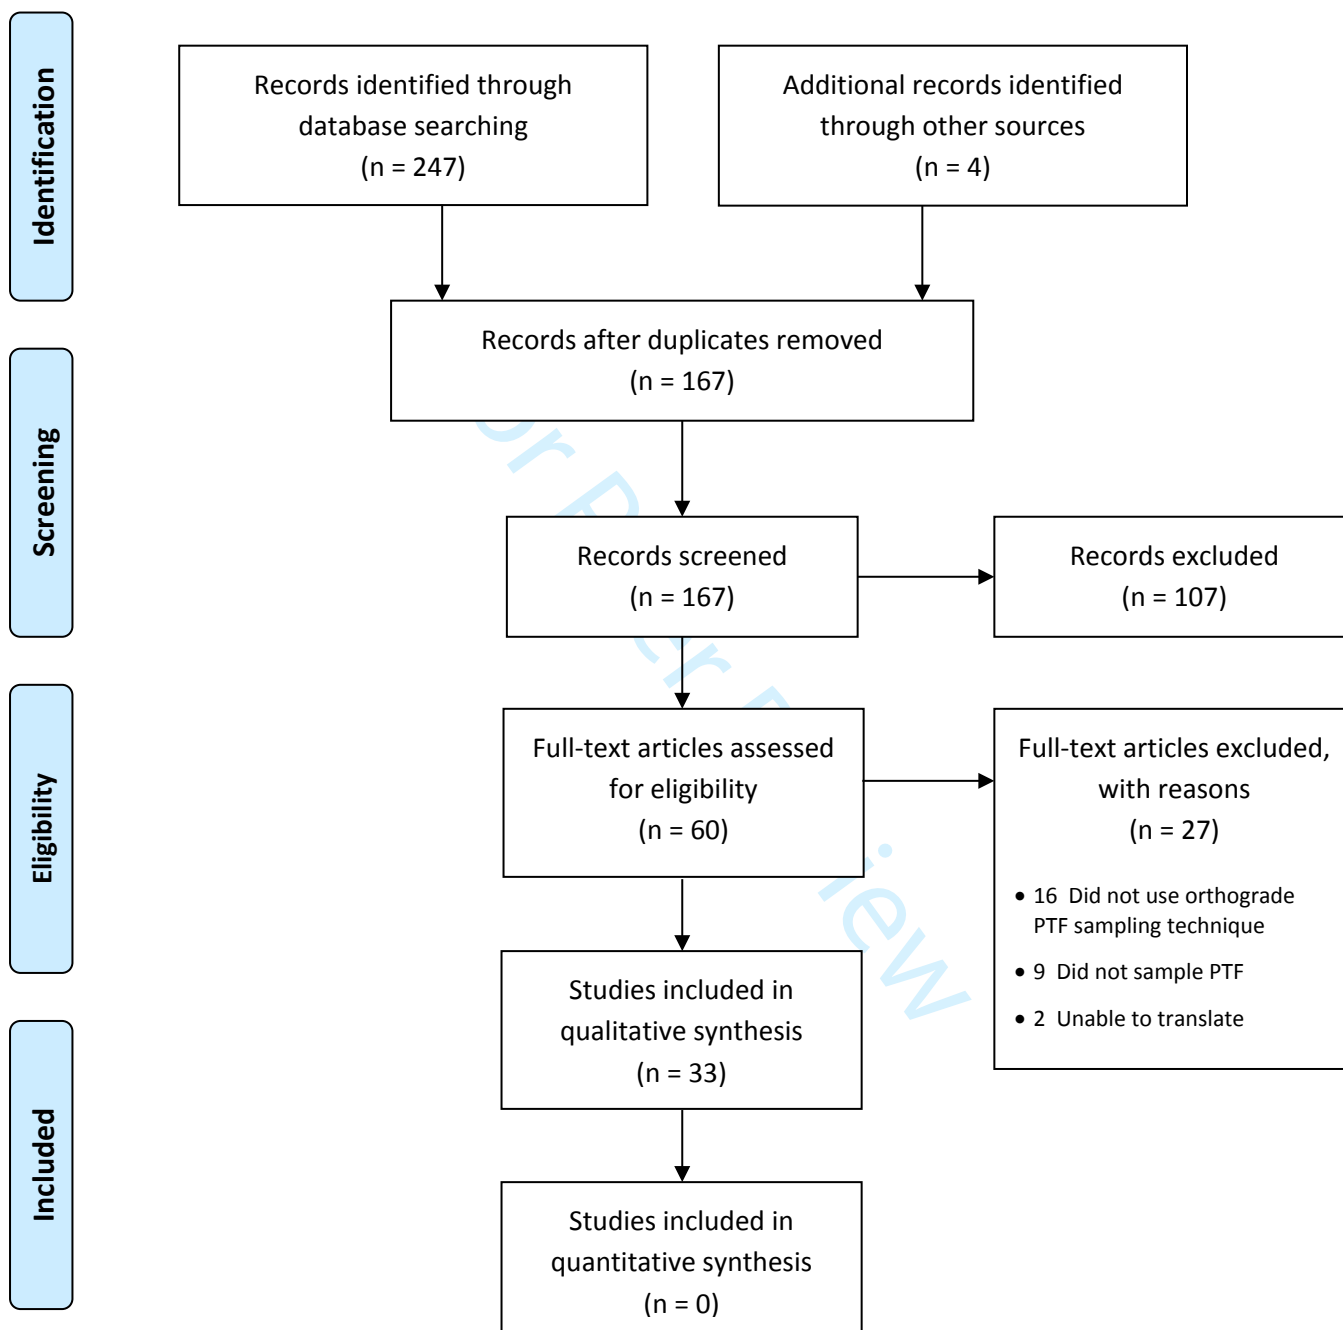 Identification
Records identified through
database searching
(n = 247)
Additional records identified
through other sources
(n = 4)
Records after duplicates removed
(n = 167)
Screening
Records screened
(n = 167)
Records excluded
(n = 107)
Eligibility
Full-text articles assessed
for eligibility
(n = 60)
Full-text articles excluded,
with reasons
(n = 27)
• 16 Did not use orthograde
PTF sampling technique
• 9 Did not sample PTF
• 2 Unable to translate
Studies included in
qualitative synthesis
(n = 33)
Included
Studies included in
quantitative synthesis
(n = 0)